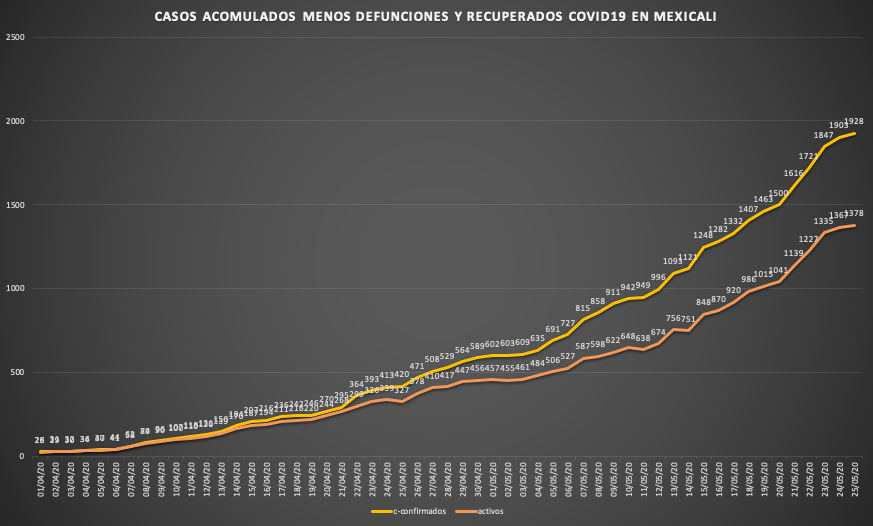 CASOS ACOMULADOS MENOS DEFUNCIONES Y RECUPERADOS COVID19 EN MEXICALI
2500
2000
1500
1000
500
0
364 393 413 420 471 508 529 564 589 602 603 609 635 691 727 815 858 911 942 949 996 1093 1121 1248 1282 1332 1407 1463 1500 1616 1721 1847 1903 1928
327 378 410 417 447 456 457 455 461 484 506 527 587 598 622 648 638 674 756 751 848 870 920 986 1015 1041 1139 1227 1335 1367 1378
01/04/20 02/04/20 03/04/20 04/04/20 05/04/20 06/04/20 07/04/20 08/04/20 09/04/20 10/04/20 11/04/20 12/04/20 13/04/20 14/04/20 15/04/20 16/04/20 17/04/20 18/04/20 19/04/20 20/04/20 21/04/20 22/04/20 23/04/20 24/04/20 25/04/20 26/04/20 27/04/20 28/04/20 29/04/20 30/04/20 01/05/20 02/05/20 03/05/20 04/05/20 05/05/20 06/05/20 07/05/20 08/05/20 09/05/20 10/05/20 11/05/20 12/05/20 13/05/20 14/05/20 15/05/20 16/05/20 17/05/20 18/05/20 19/05/20 20/05/20 21/05/20 22/05/20 23/05/20 24/05/20 25/05/20
c-confirmados activos